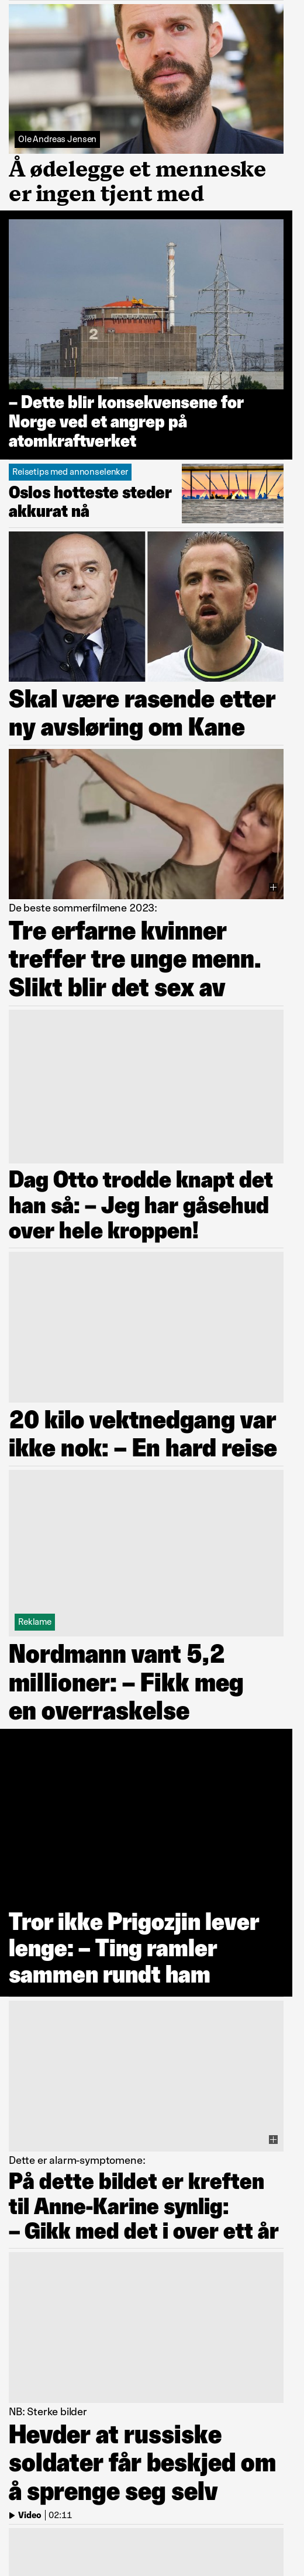 Ole Andreas Jensen
Å ødelegge et menneske
er ingen tjent med
2
– Dette blir konsekvensene for
Norge ved et angrep på
atomkraftverket
Reisetips med annonselenker
Oslos hotteste steder
akkurat nå
Skal være rasende etter
ny avsløring om Kane
De beste sommerfilmene 2023:
Tre erfarne kvinner
treffer tre unge menn.
Slikt blir det sex av
Dag Otto trodde knapt det
han så: – Jeg har gåsehud
over hele kroppen!
20 kilo vektnedgang var
ikke nok: – En hard reise
Reklame
Nordmann vant 5,2
millioner: – Fikk meg
en overraskelse
Tror ikke Prigozjin lever
lenge: – Ting ramler
sammen rundt ham
Dette er alarm-symptomene:
På dette bildet er kreften
til Anne-Karine synlig:
– Gikk med det i over ett år
NB: Sterke bilder
Hevder at russiske
soldater får beskjed om
å sprenge seg selv
Video | 02:11